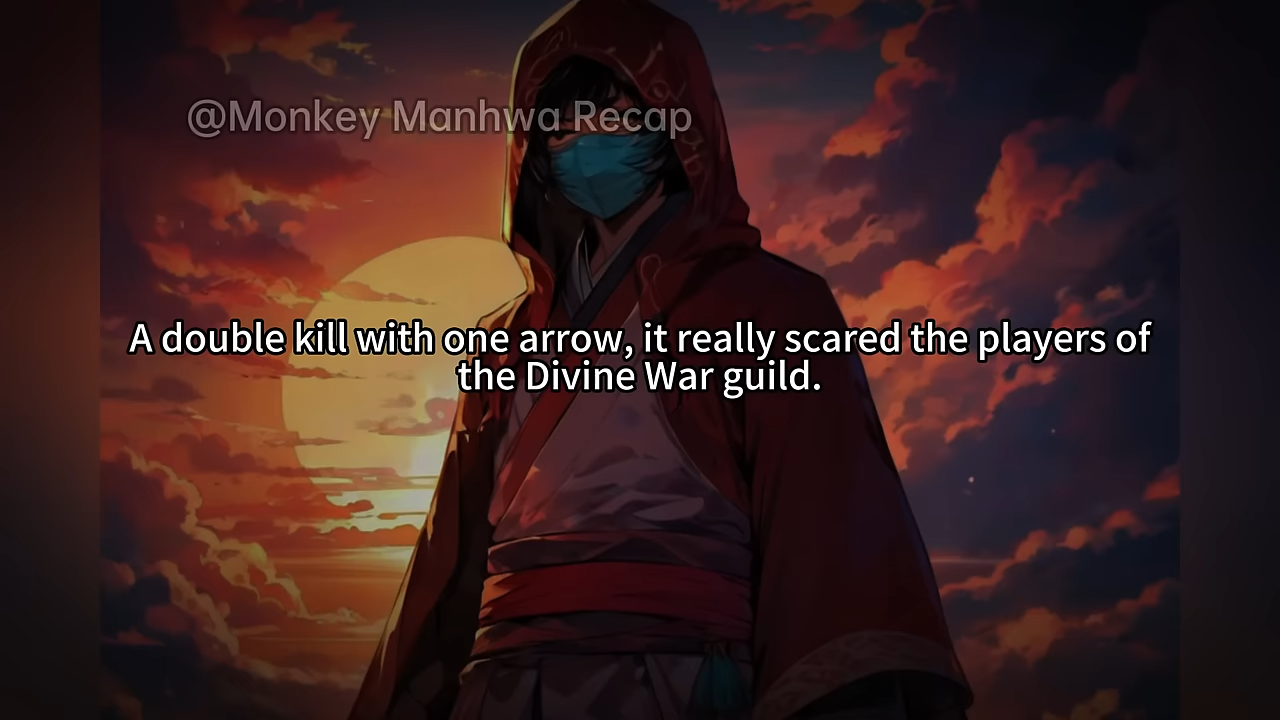 @Monkey Manhwa Recap
A double kill with one arrow, it really scared the players of
the Divine War guild.